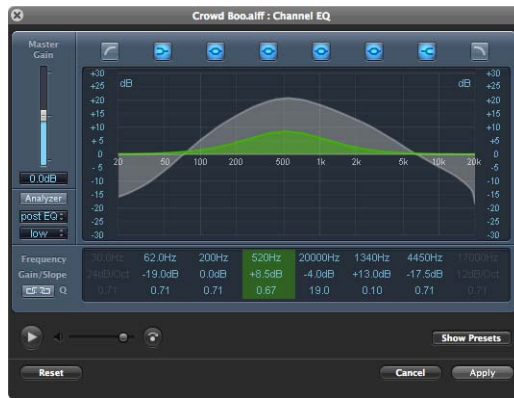 Crowd Boo.aiff : Channel EQ
Master Gain
0.0dB
Analyzer
post EQ
low
+30 dB dB +30
+25 +25
+20 +20
+15 +15
+10 +10
+5 +5
0 20 50 100 200 500 1k 2k 5k 10k 20k 0
-5 -5
-10 -10
-15 -15
-20 -20
-25 -25
-30 -30
Frequency 30.0Hz 62.0Hz 200Hz 520Hz 20000Hz 1340Hz 4450Hz 17000Hz
Gain/Slope 24dB/Oct -19.0dB 0.0dB +8.5dB -4.0dB +13.0dB -17.5dB 12dB/Oct
Q 0.71 0.71 0.71 0.67 19.0 0.10 0.71 0.71
Show Presets
Reset
Cancel
Apply